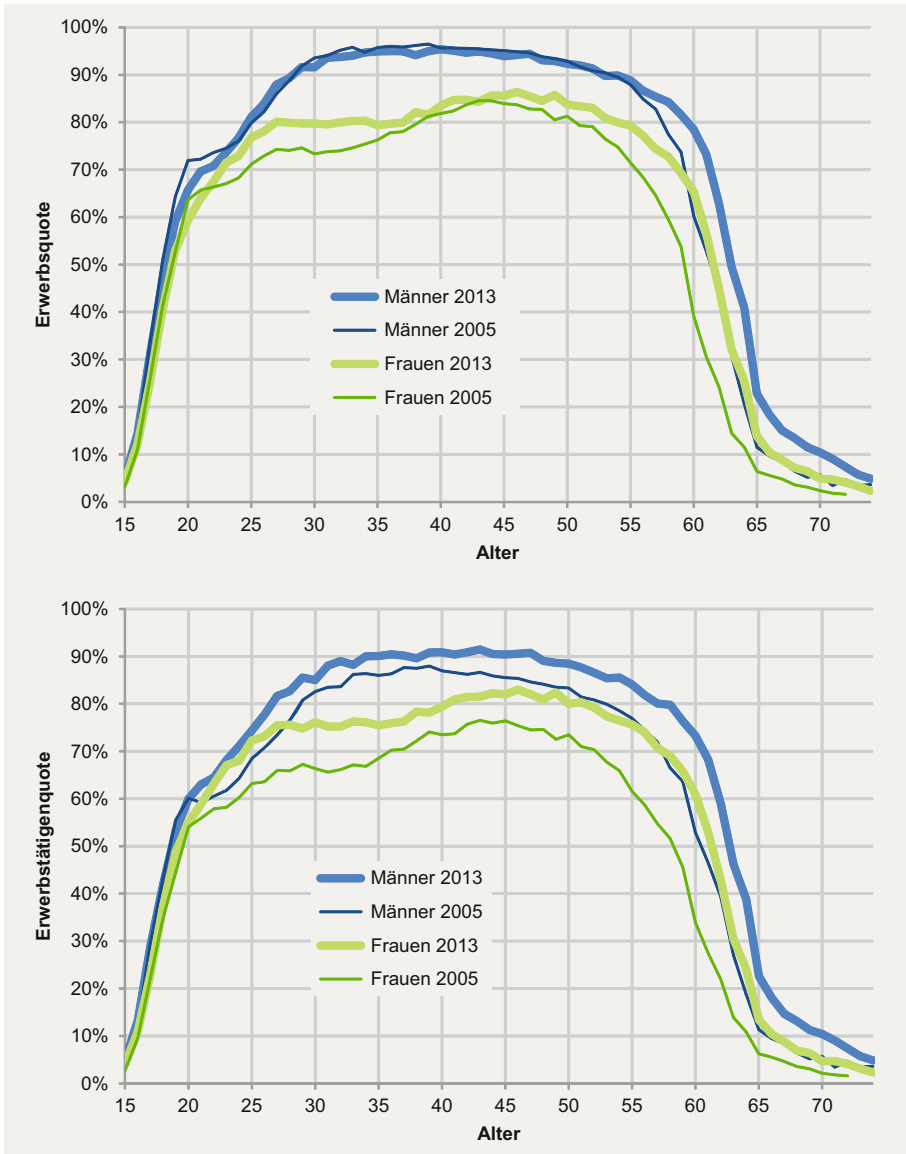 100%
90%
80%
70%
60%
50%
40%
30%
20%
10%
0%
Erwerbsquote
Männer 2013
Männer 2005
Frauen 2013
Frauen 2005
15 20 25 30 35 40 45 50 55 60 65 70
Alter
100%
90%
80%
70%
60%
50%
40%
30%
20%
10%
0%
Erwerbstätigenquote
Männer 2013
Männer 2005
Frauen 2013
Frauen 2005
15 20 25 30 35 40 45 50 55 60 65 70
Alter